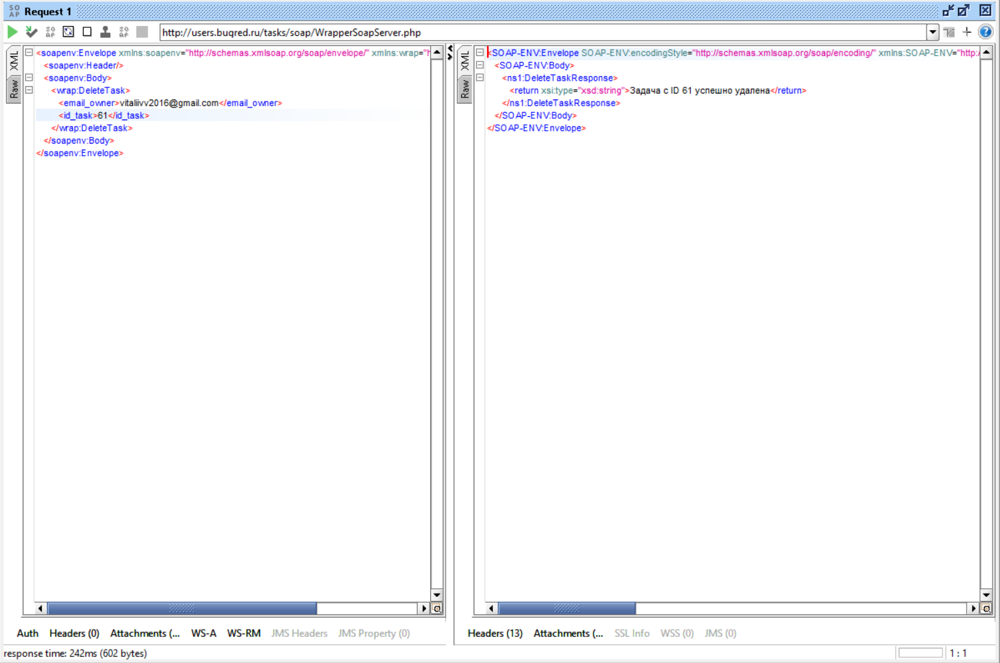 SO
AP
Request 1
http://users.bugred.ru/tasks/soap/WrapperSoapServer.php
XML
Raw
<soapenv:Envelope xmlns:soapenv="http://schemas.xmlsoap.org/soap/envelope/" xmlns:wrap="h
<soapenv:Header/>
<soapenv:Body>
<wrap:DeleteTask>
<email_owner>vitaliivv2016@gmail.com</email_owner>
<id_task>61</id_task>
</wrap:DeleteTask>
</soapenv:Body>
</soapenv:Envelope>
XML
Raw
<SOAP-ENV:Envelope SOAP-ENV:encodingStyle="http://schemas.xmlsoap.org/soap/encoding/" xmlns:SOAP-ENV="http:/
<SOAP-ENV:Body>
<ns1:DeleteTaskResponse>
<return xsi:type="xsd:string">Задача с ID 61 успешно удалена</return>
</ns1:DeleteTaskResponse>
</SOAP-ENV:Body>
</SOAP-ENV:Envelope>
Auth Headers (0) Attachments (... WS-A WS-RM JMS Headers JMS Property (0)
Headers (13) Attachments (... SSL Info WSS (0) JMS (0)
response time: 242ms (602 bytes)
1 : 1